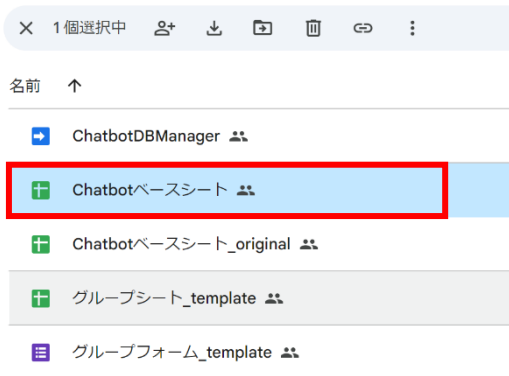 1 個選択中
名前
ChatbotDBManager
Chatbotベースシート
Chatbotベースシート_original
グループシート_template
グループフォーム_template